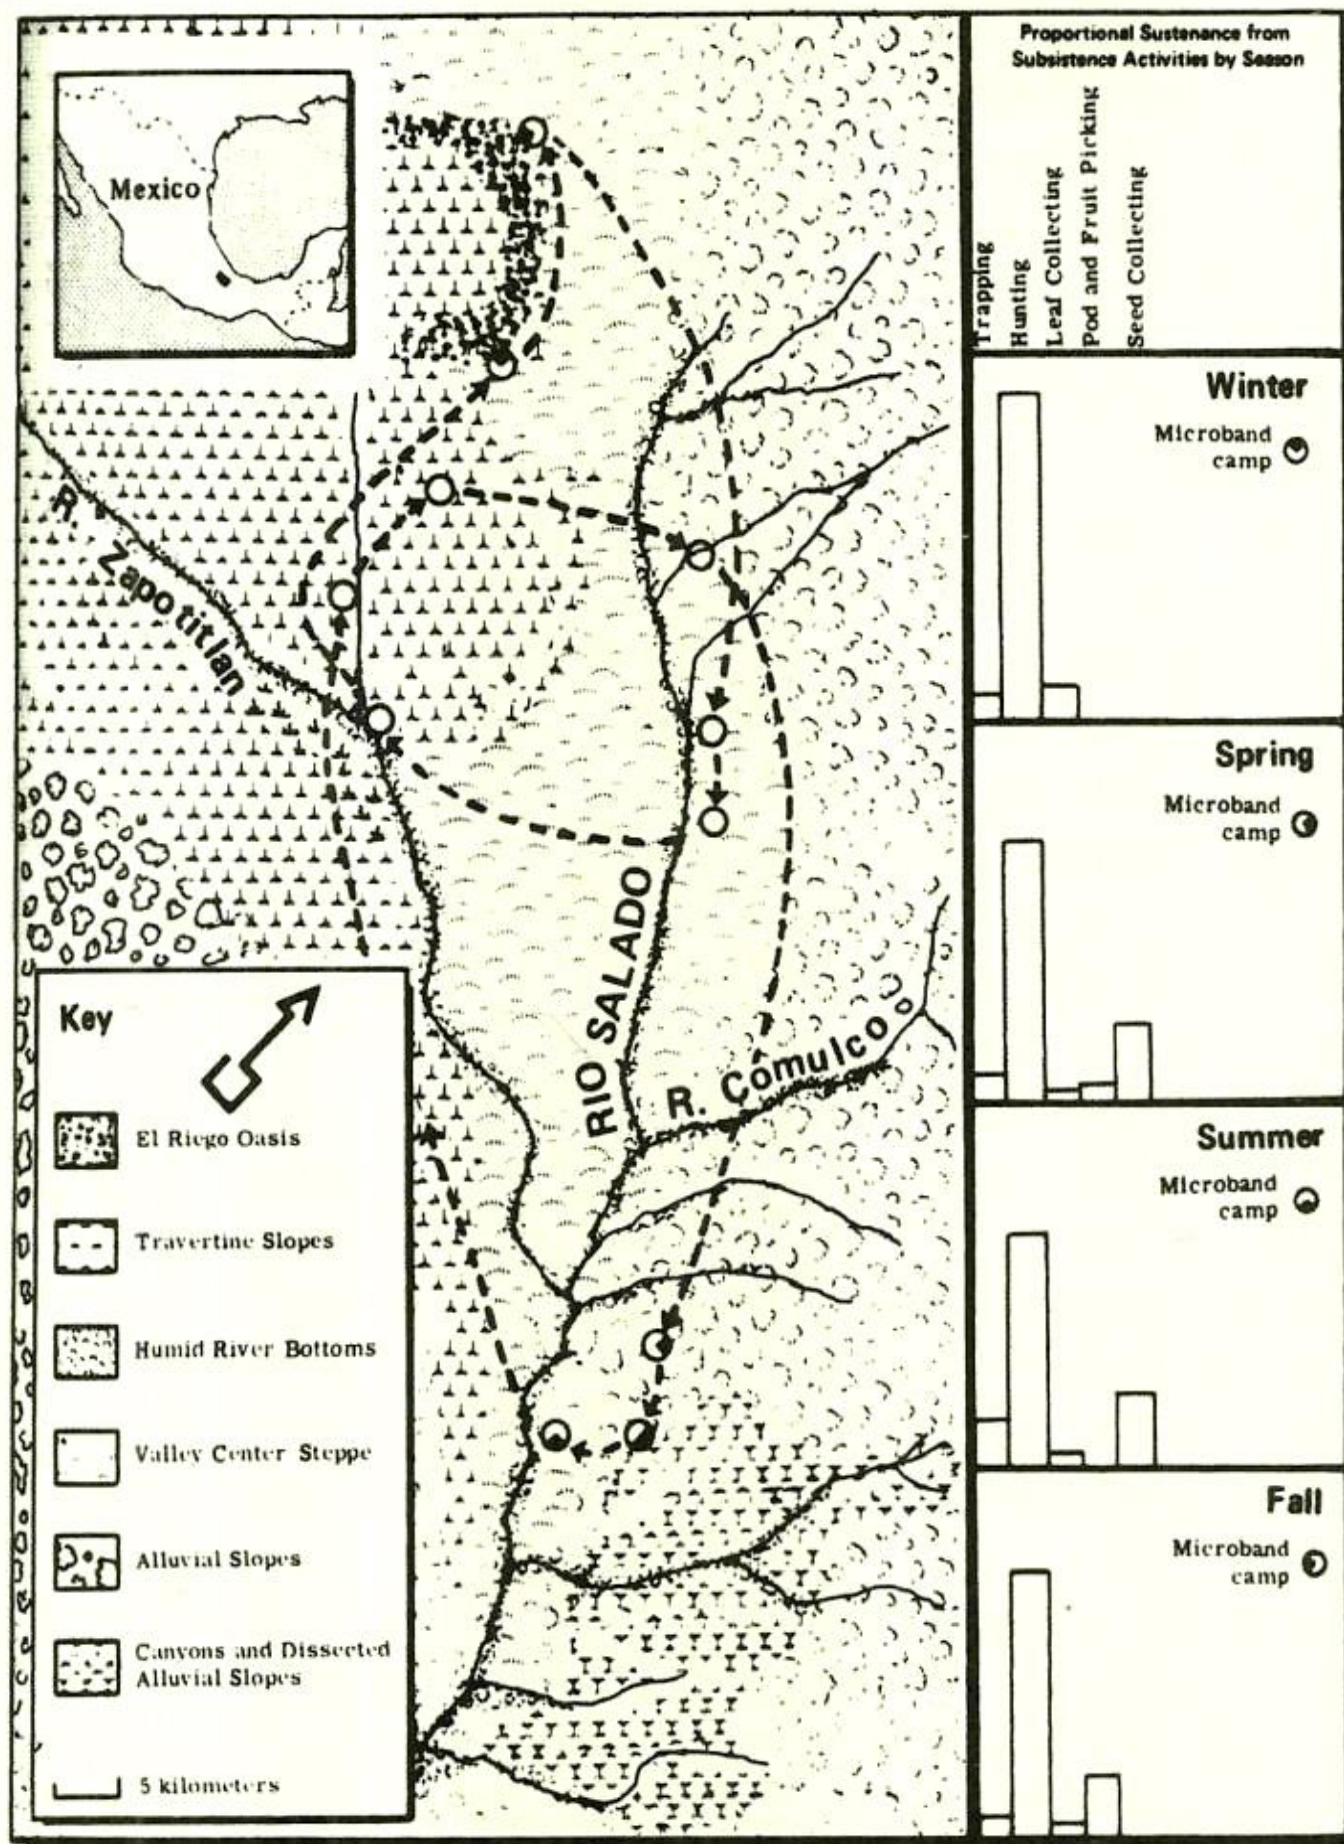 Mexico
R.
Zapotitlan
RIO SALADO
R. Comulco
Key
El Riego Oasis
Travertine Slopes
Humid River Bottoms
Valley Center Steppe
Alluvial Slopes
Canyons and Dissected
Alluvial Slopes
5 kilometers
Proportional Sustenance from
Subsistence Activities by Season
Trapping
Hunting
Leaf Collecting
Pod and Fruit Picking
Seed Collecting
Winter
Microband
camp
Spring
Microband
camp
Summer
Microband
camp
Fall
Microband
camp